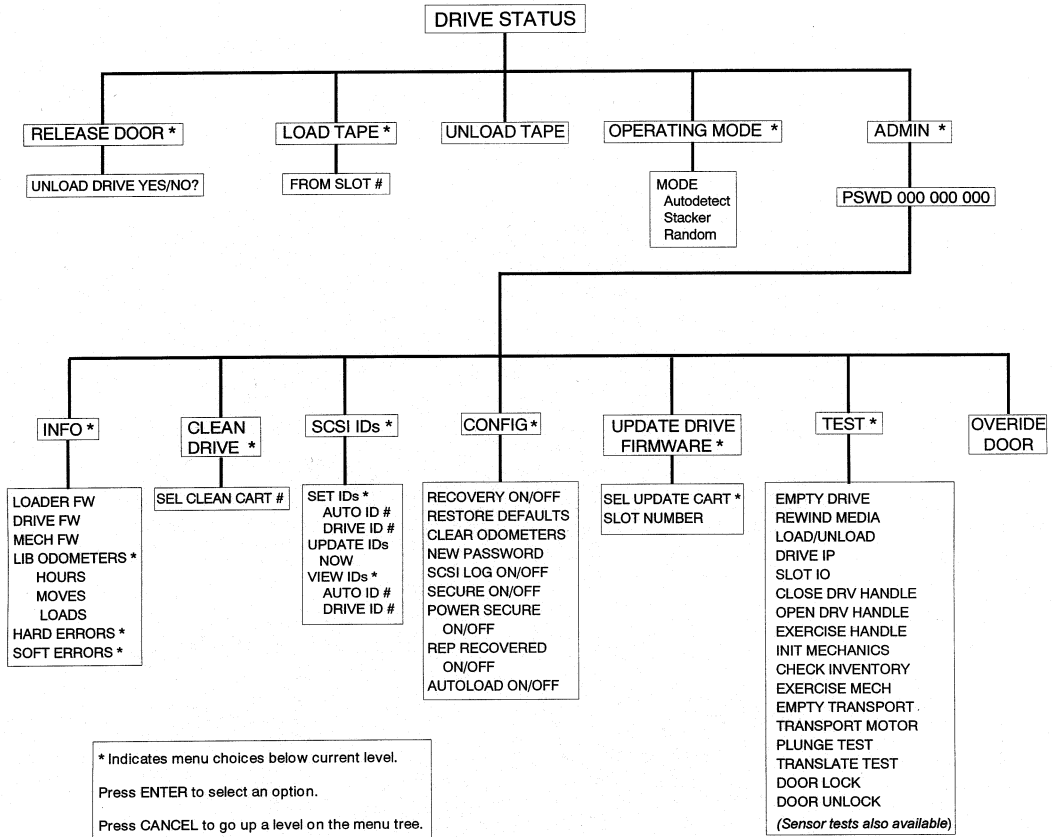 DRIVE STATUS
RELEASE DOOR *
LOAD TAPE *
UNLOAD TAPE
OPERATING MODE *
ADMIN *
UNLOAD DRIVE YES/NO?
FROM SLOT #
MODE
Autodetect
Stacker
Random
PSWD 000 000 000
INFO *
CLEAN
DRIVE *
SCSI IDs *
CONFIG *
UPDATE DRIVE
FIRMWARE *
TEST *
OVERIDE
DOOR
LOADER FW
DRIVE FW
MECH FW
LIB ODOMETERS *
HOURS
MOVES
LOADS
HARD ERRORS *
SOFT ERRORS *
SEL CLEAN CART #
SET IDs *
AUTO ID #
DRIVE ID #
UPDATE IDs
NOW
VIEW IDs *
AUTO ID #
DRIVE ID #
RECOVERY ON/OFF
RESTORE DEFAULTS
CLEAR ODOMETERS
NEW PASSWORD
SCSI LOG ON/OFF
SECURE ON/OFF
POWER SECURE
ON/OFF
REP RECOVERED
ON/OFF
AUTOLOAD ON/OFF
SEL UPDATE CART *
SLOT NUMBER
EMPTY DRIVE
REWIND MEDIA
LOAD/UNLOAD
DRIVE IP
SLOT IO
CLOSE DRV HANDLE
OPEN DRV HANDLE
EXERCISE HANDLE
INIT MECHANICS
CHECK INVENTORY
EXERCISE MECH
EMPTY TRANSPORT
TRANSPORT MOTOR
PLUNGE TEST
TRANSLATE TEST
DOOR LOCK
DOOR UNLOCK
(Sensor tests also available)
* Indicates menu choices below current level.
Press ENTER to select an option.
Press CANCEL to go up a level on the menu tree.